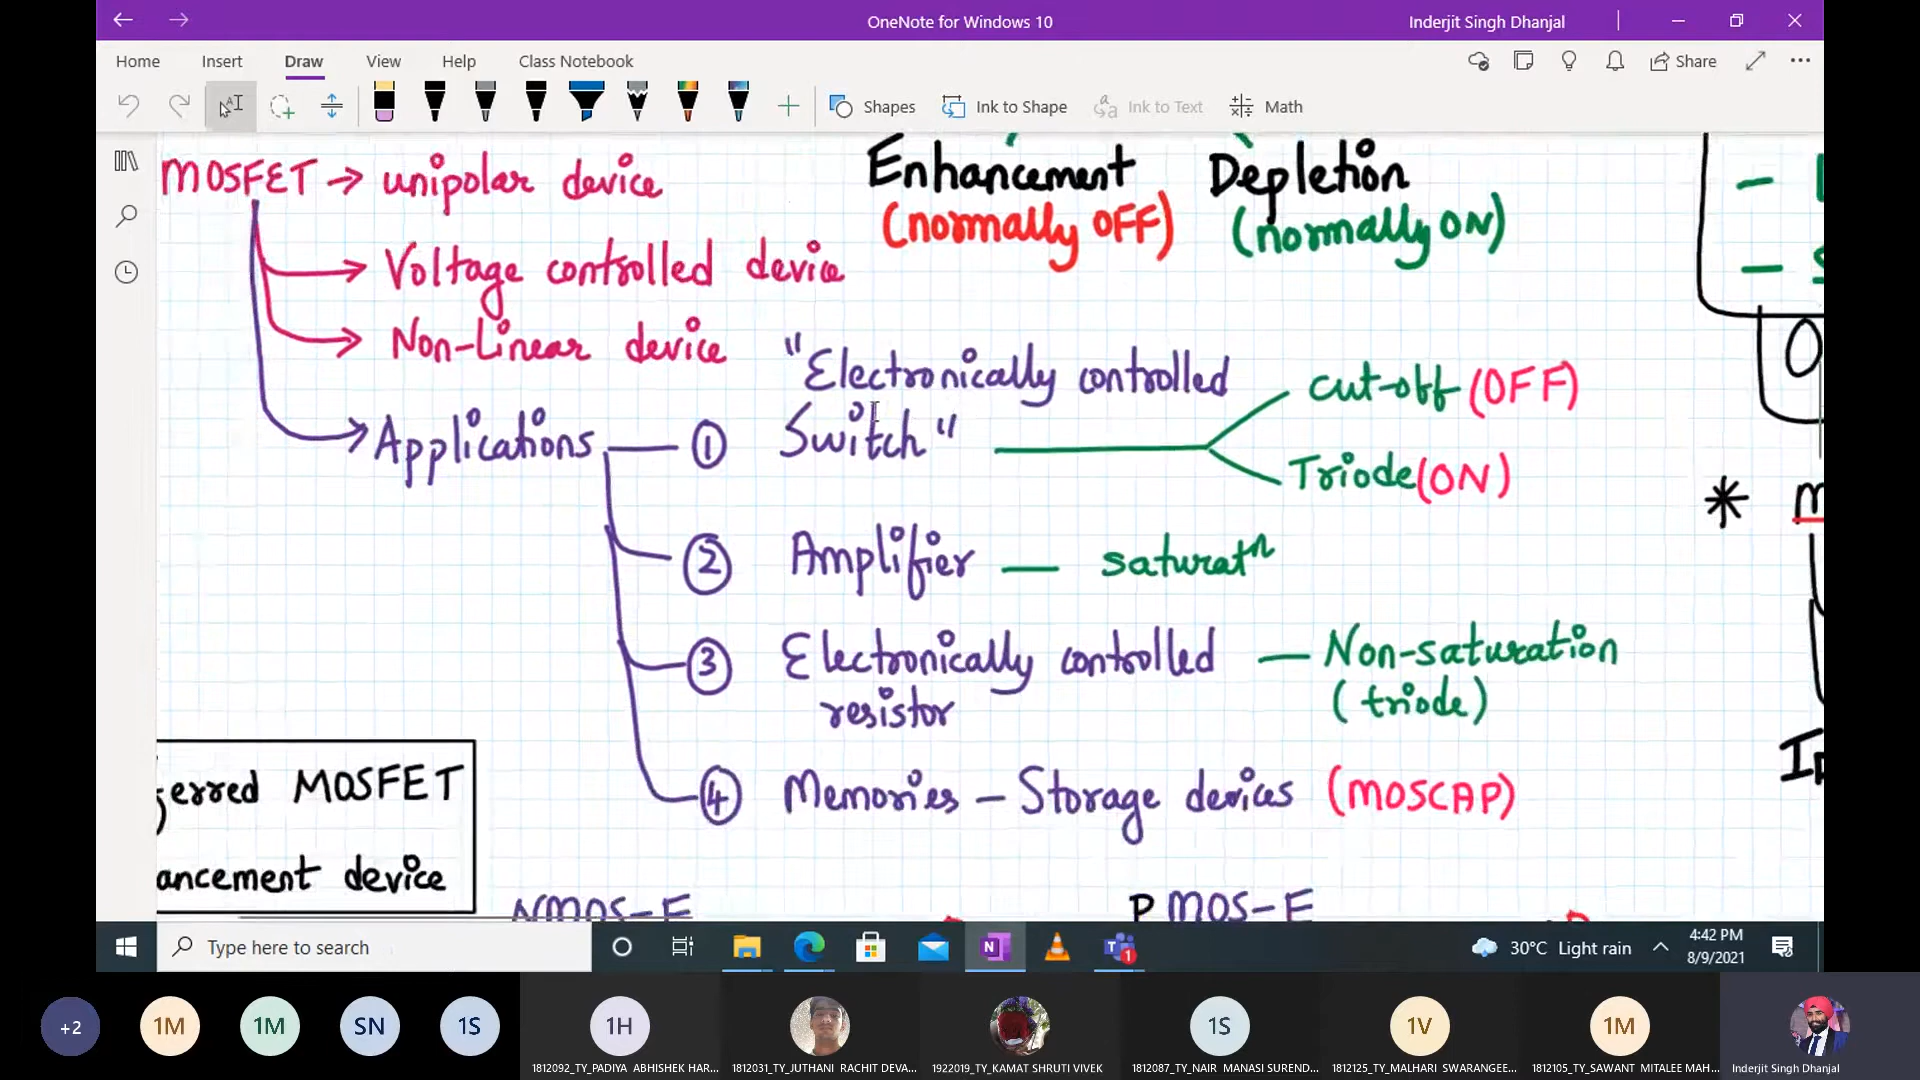 OneNote for Windows 10
Inderjit Singh Dhanjal
Home Insert Draw View Help Class Notebook
Share
Shapes Ink to Shape Ink to Text Math
MOSFET → unipolar device
Enhancement Depletion
(normally OFF) (normally ON)
Voltage controlled device
Non-Linear device
"Electronically controlled
Switch"
cut-off (OFF)
Triode (ON)
Applications ①
② Amplifier — saturatⁿ
③ Electronically controlled — Non-saturation
resistor (triode)
④ Memories – Storage devices (MOSCAP)
erred MOSFET
ancement device
NMOS-E PMOS-E
Type here to search
30°C Light rain
4:42 PM
8/9/2021
1
+2 1M 1M SN 1S 1H 1S 1V 1M
1812092_TY_PADIYA ABHISHEK HAR... 1812031_TY_JUTHANI RACHIT DEVA... 1922019_TY_KAMAT SHRUTI VIVEK 1812087_TY_NAIR MANASI SUREND... 1812125_TY_MALHARI SWARANGEE... 1812105_TY_SAWANT MITALEE MAH... Inderjit Singh Dhanjal